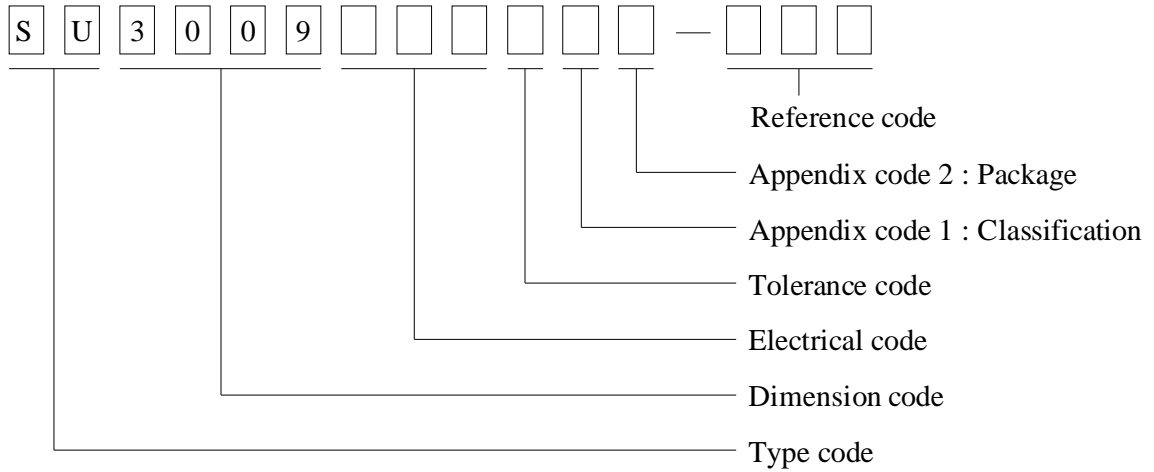 S U 3 0 0 9 —
Reference code
Appendix code 2 : Package
Appendix code 1 : Classification
Tolerance code
Electrical code
Dimension code
Type code